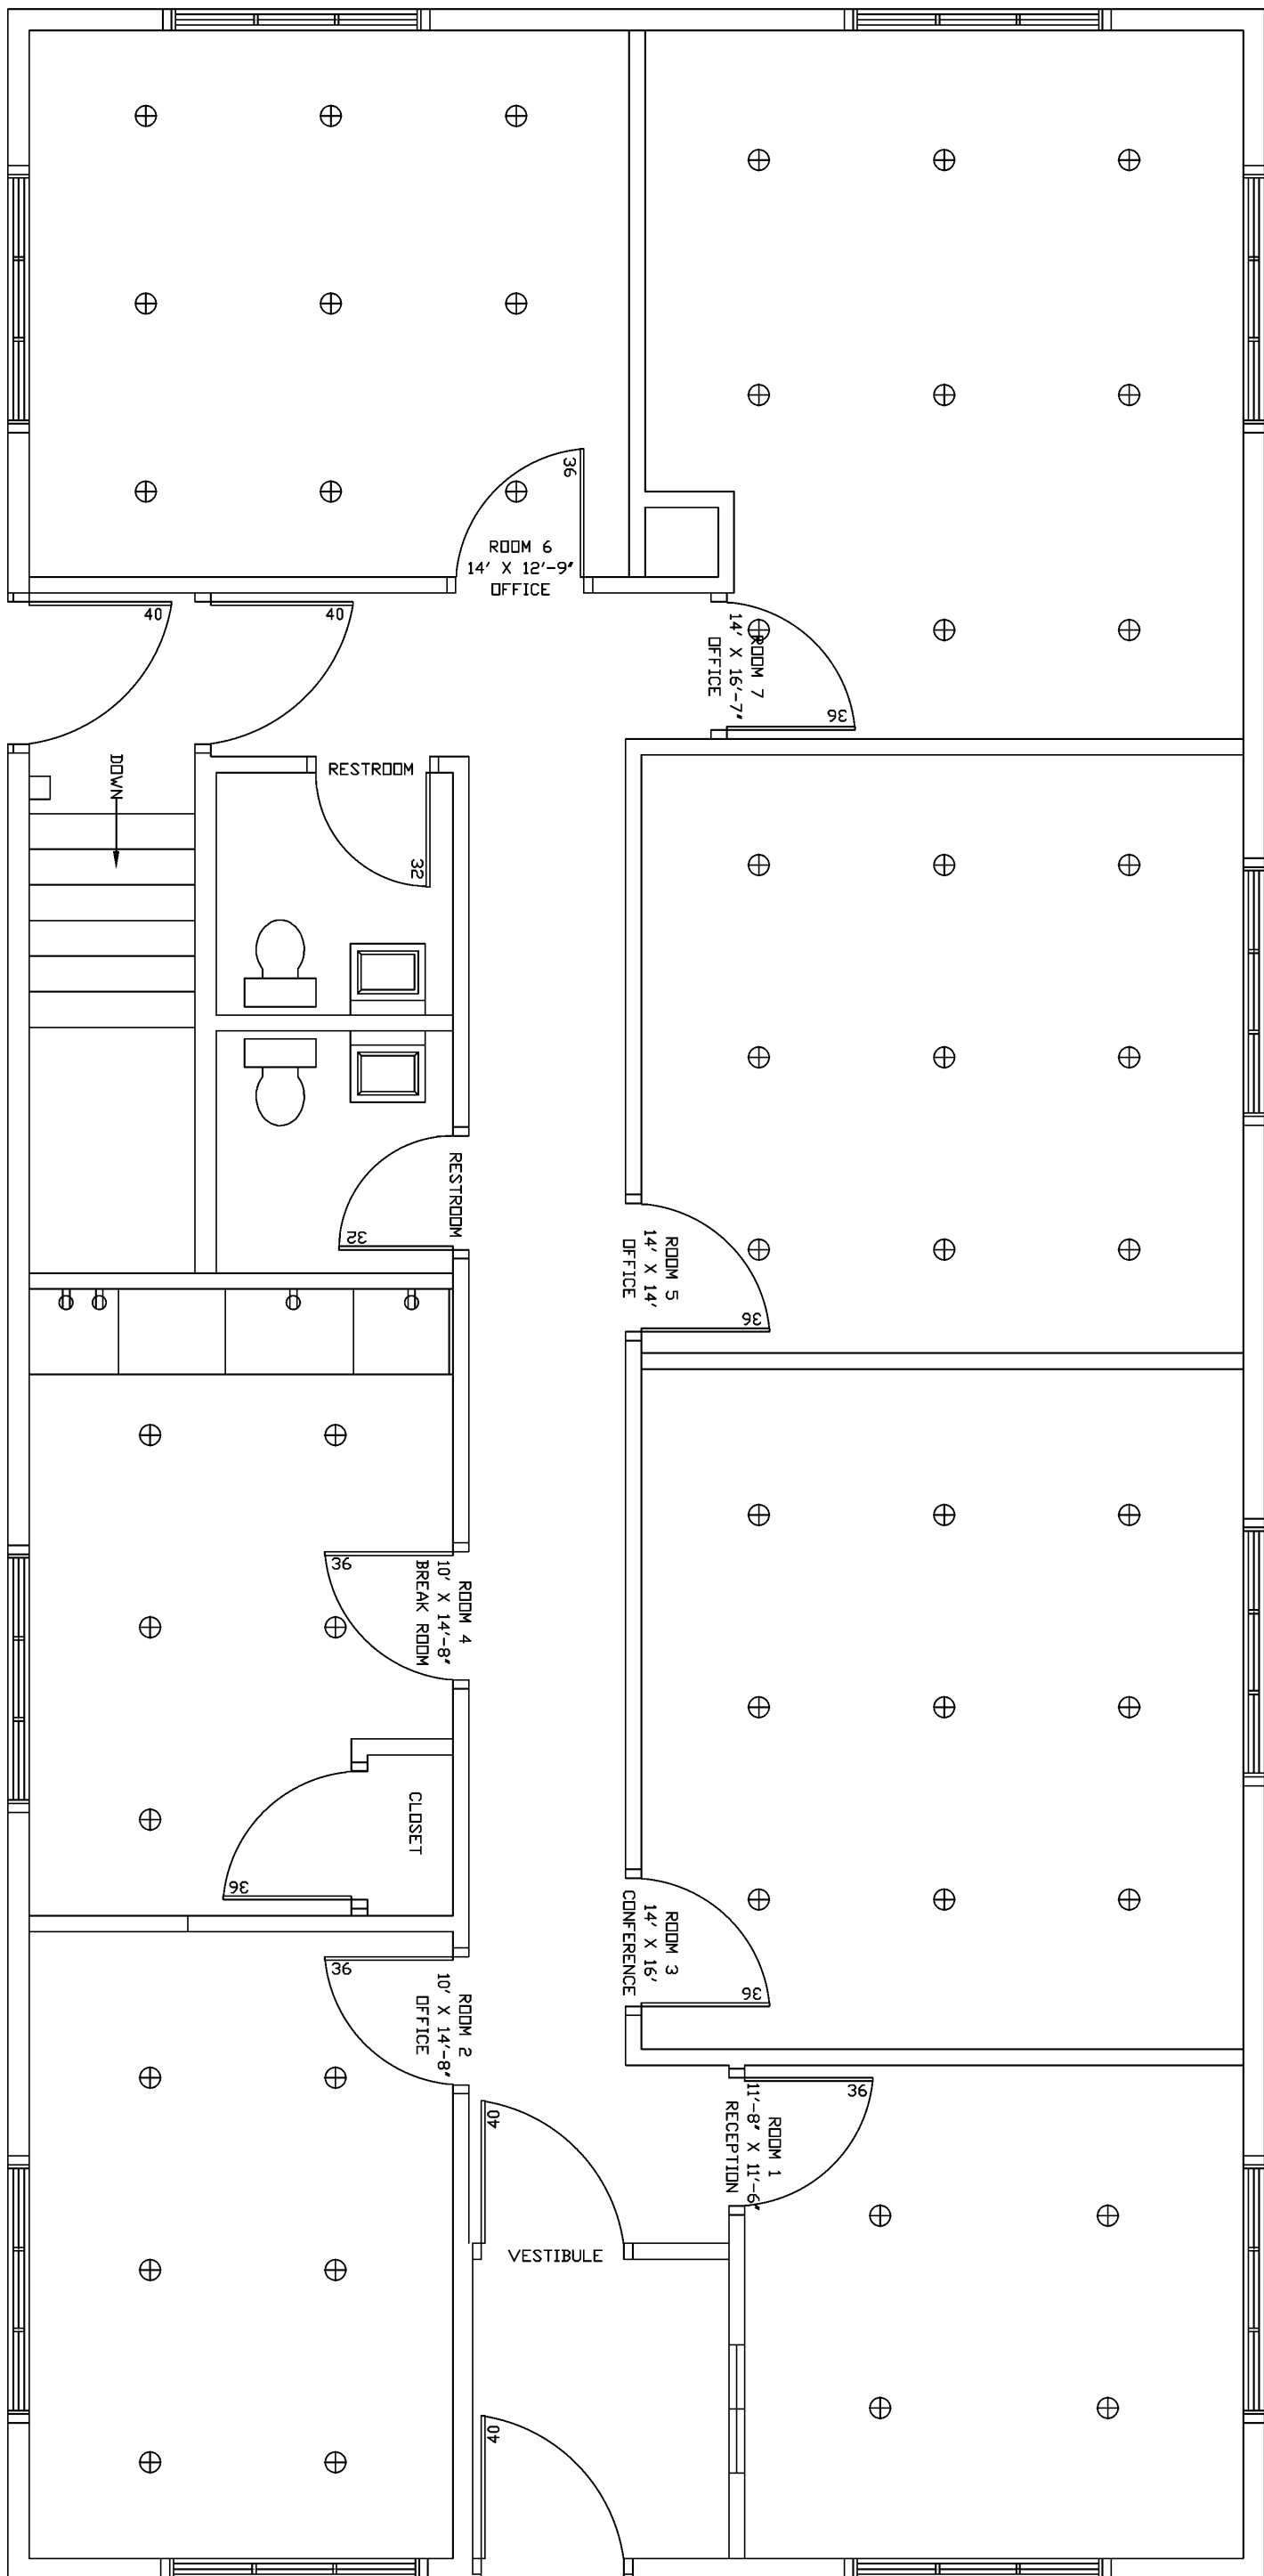 36
ROOM 6
14' X 12'-9"
OFFICE
40
40
ROOM 7
14' X 16'-7"
OFFICE
36
DOWN
RESTROOM
32
RESTROOM
32
ROOM 5
14' X 14'
OFFICE
36
ROOM 4
10' X 14'-8"
BREAK ROOM
36
CLOSET
36
ROOM 3
14' X 16'
CONFERENCE
36
ROOM 2
10' X 14'-8"
OFFICE
36
ROOM 1
11'-8" X 11'-6"
RECEPTION
36
40
VESTIBULE
40